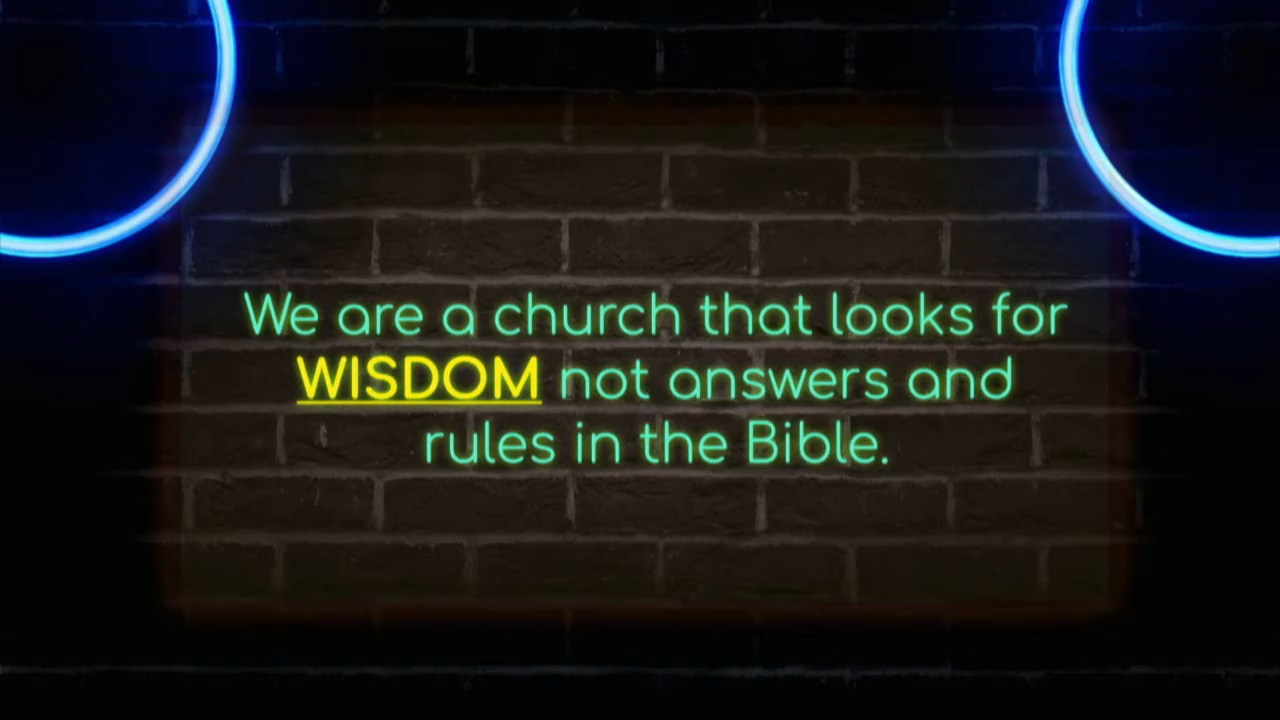 We are a church that looks for
WISDOM not answers and
rules in the Bible.